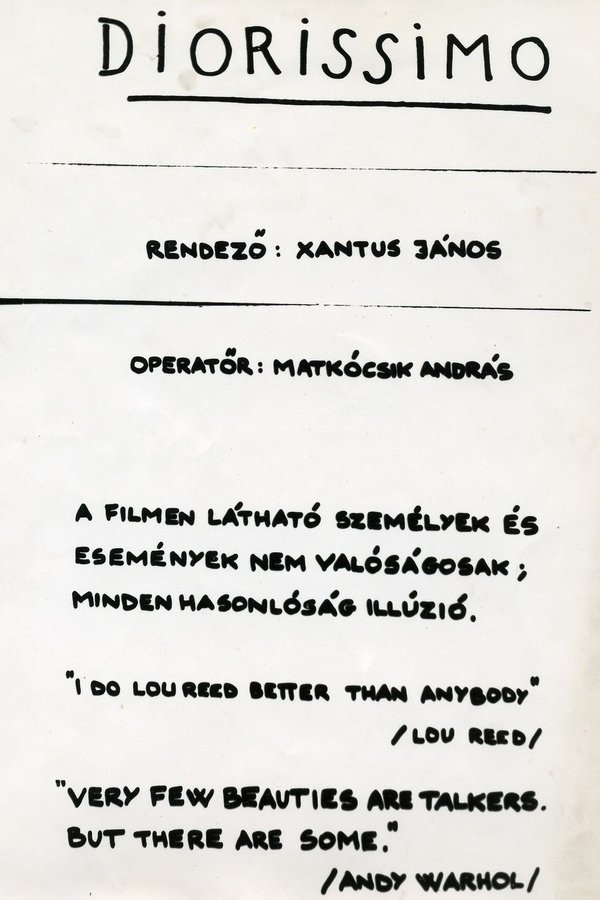 DiORiSSiMO
RENDEZŐ: XANTUS JÁNOS
OPERATŐR: MATKÓCSIK ANDRÁS
A FILMEN LÁTHATÓ SZEMÉLYEK ÉS
ESEMÉNYEK NEM VALÓSÁGOSAK;
MINDEN HASONLÓSÁG ILLÚZIÓ.
"I DO LOU REED BETTER THAN ANYBODY"
/LOU REED/
"VERY FEW BEAUTIES ARE TALKERS.
BUT THERE ARE SOME."
/ANDY WARHOL/